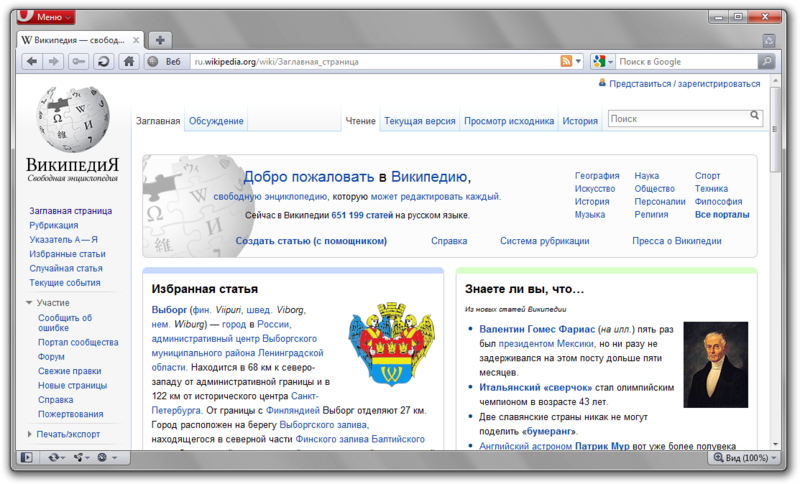 Меню
Википедия — свобод...
Веб
ru.wikipedia.org/wiki/Заглавная_страница
Поиск в Google
Представиться / зарегистрироваться
Заглавная
Обсуждение
Чтение
Текущая версия
Просмотр исходника
История
Поиск
ВикипедиЯ
Свободная энциклопедия
Заглавная страница
Рубрикация
Указатель А — Я
Избранные статьи
Случайная статья
Текущие события
Участие
Сообщить об
ошибке
Портал сообщества
Форум
Свежие правки
Новые страницы
Справка
Пожертвования
Печать/экспорт
Добро пожаловать в Википедию,
свободную энциклопедию, которую может редактировать каждый.
Сейчас в Википедии 651 199 статей на русском языке.
География Наука Спорт
Искусство Общество Техника
История Персоналии Философия
Музыка Религия Все порталы
Создать статью (с помощником) Справка Система рубрикации Пресса о Википедии
Избранная статья
Выборг (фин. Viipuri, швед. Viborg,
нем. Wiburg) — город в России,
административный центр Выборгского
муниципального района Ленинградской
области. Находится в 68 км к северо-
западу от административной границы и в
122 км от исторического центра Санкт-
Петербурга. От границы с Финляндией Выборг отделяют 27 км.
Город расположен на берегу Выборгского залива,
находящегося в северной части Финского залива Балтийского
Знаете ли вы, что…
Из новых статей Википедии
Валентин Гомес Фариас (на илл.) пять раз
был президентом Мексики, но ни разу не
задерживался на этом посту дольше пяти
месяцев.
Итальянский «сверчок» стал олимпийским
чемпионом в возрасте 43 лет.
Две славянские страны никак не могут
поделить «бумеранг».
Английский астроном Патрик Мур вот уже более полувека
Вид (100%)